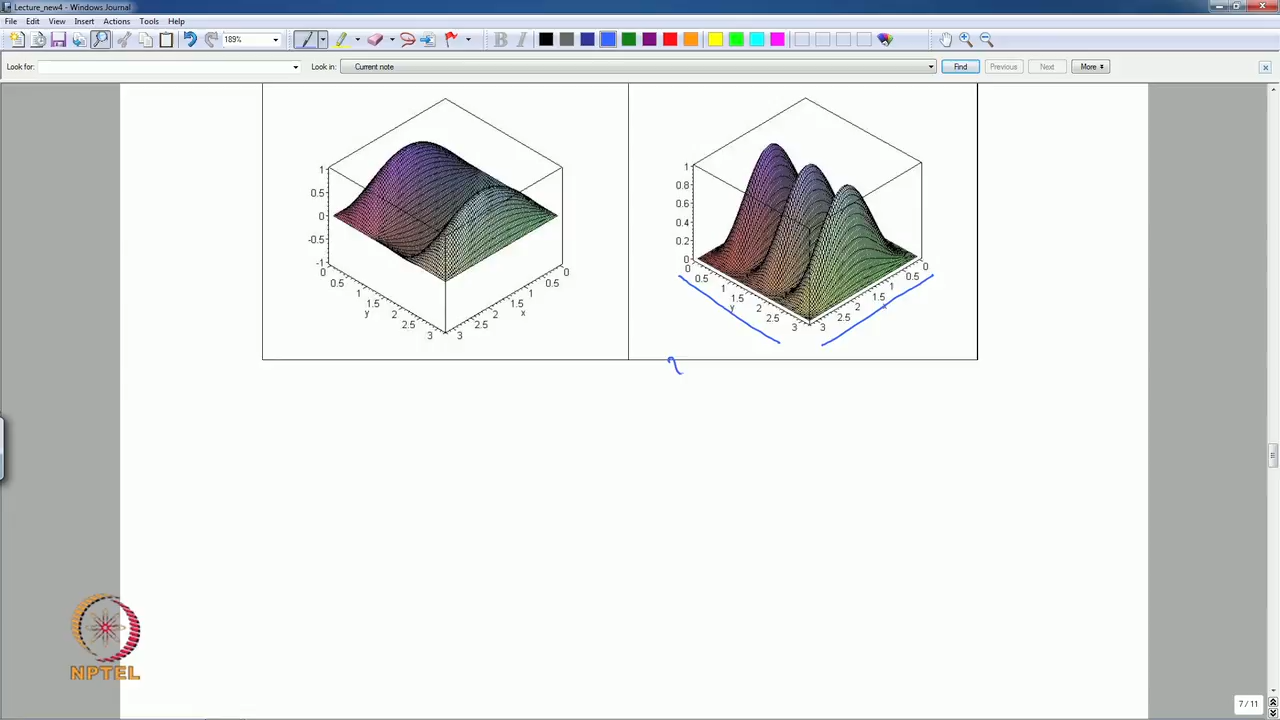 Lecture_new4 - Windows Journal
File Edit View Insert Actions Tools Help
189%
B I
Look for: Look in: Current note Find Previous Next More
1
0.5
0
-0.5
-1
0 0.5 1 1.5 2 2.5 3
y
3 2.5 2 1.5 1 0.5 0
x
1
0.8
0.6
0.4
0.2
0
0 0.5 1 1.5 2 2.5 3
y
3 2.5 2 1.5 1 0.5 0
NPTEL
7 / 11